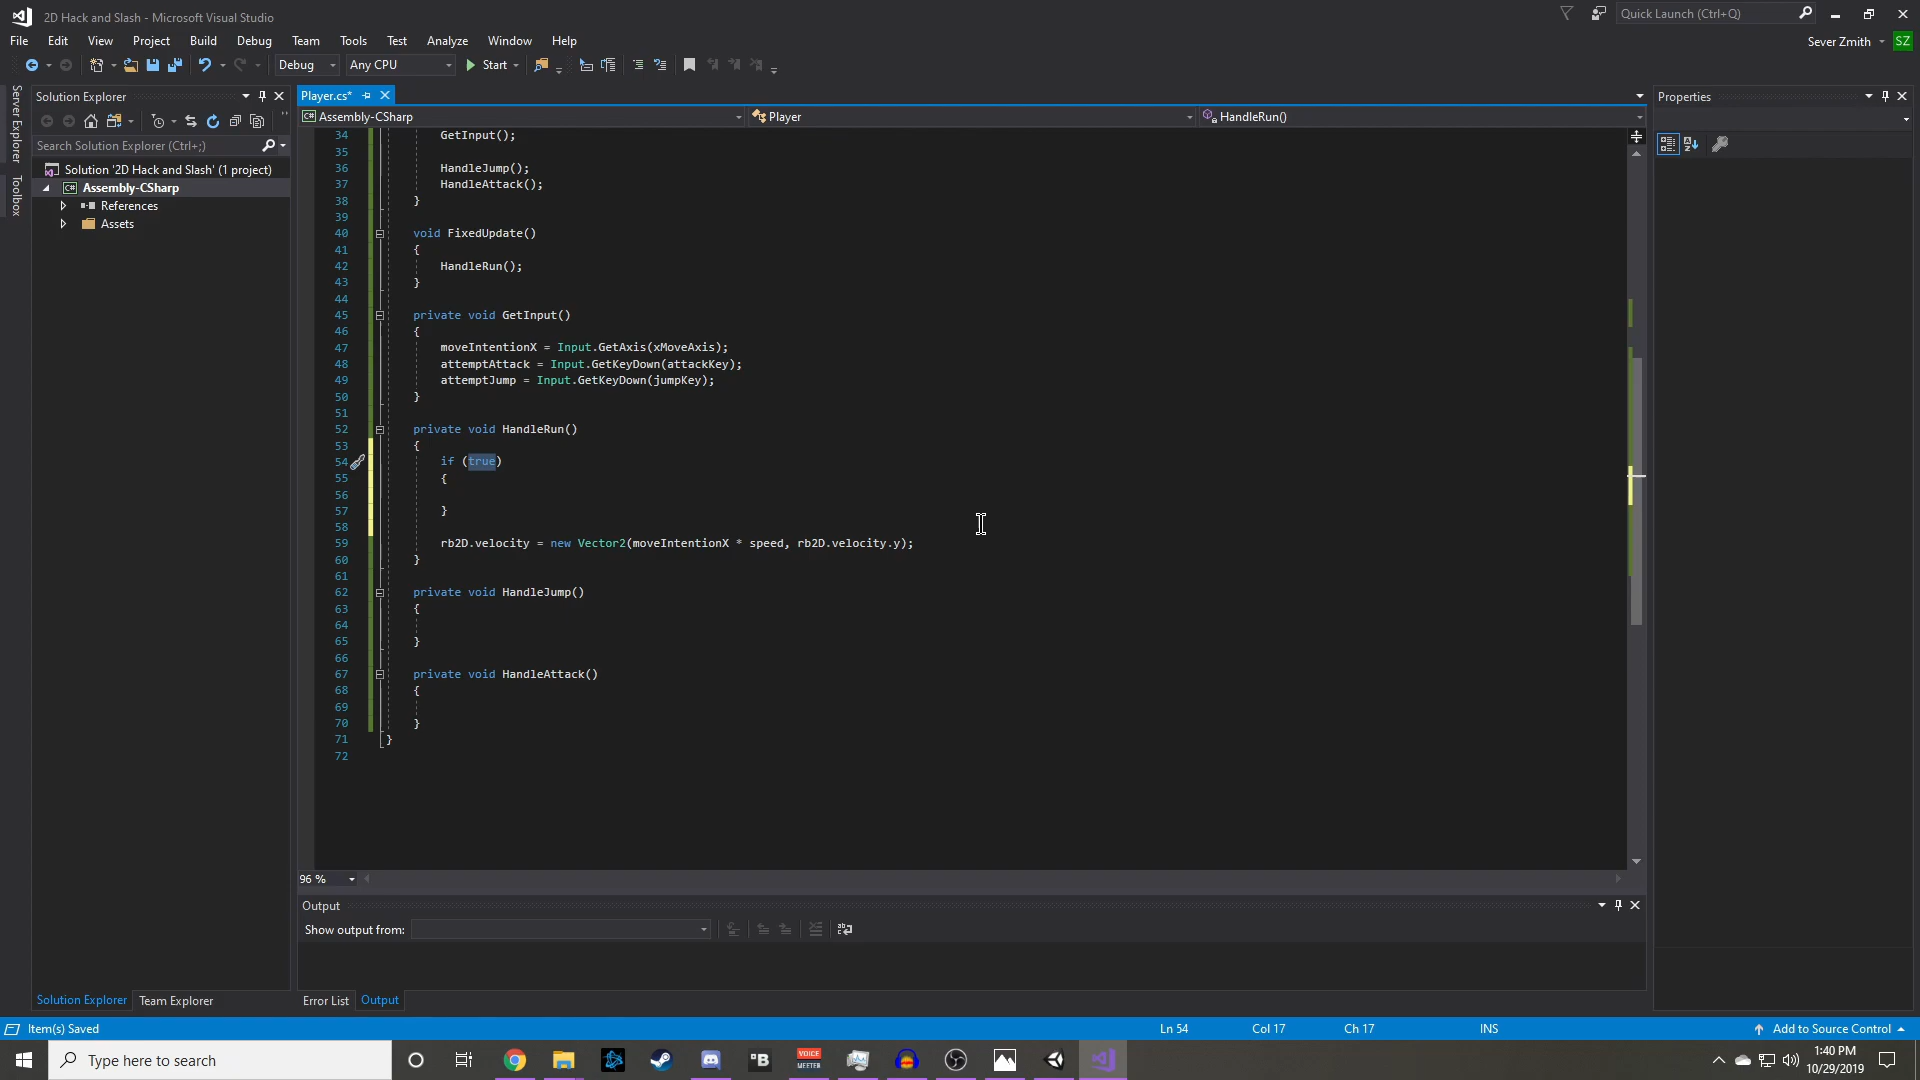 2D Hack and Slash - Microsoft Visual Studio
Quick Launch (Ctrl+Q)
File Edit View Project Build Debug Team Tools Test Analyze Window Help
Sever Zmith SZ
Debug Any CPU Start
Server Explorer
Toolbox
Solution Explorer
Search Solution Explorer (Ctrl+;)
Solution '2D Hack and Slash' (1 project)
C# Assembly-CSharp
References
Assets
Player.cs*
C# Assembly-CSharp Player HandleRun()
34 GetInput();
35
36 HandleJump();
37 HandleAttack();
38 }
39
40 void FixedUpdate()
41 {
42 HandleRun();
43 }
44
45 private void GetInput()
46 {
47 moveIntentionX = Input.GetAxis(xMoveAxis);
48 attemptAttack = Input.GetKeyDown(attackKey);
49 attemptJump = Input.GetKeyDown(jumpKey);
50 }
51
52 private void HandleRun()
53 {
54 if (true)
55 {
56
57 }
58
59 rb2D.velocity = new Vector2(moveIntentionX * speed, rb2D.velocity.y);
60 }
61
62 private void HandleJump()
63 {
64
65 }
66
67 private void HandleAttack()
68 {
69
70 }
71 }
72
96 %
Output
Show output from:
Properties
Solution Explorer Team Explorer
Error List Output
Item(s) Saved
Ln 54 Col 17 Ch 17 INS
Add to Source Control
Type here to search
B
VOICE
MEETER
1:40 PM
10/29/2019